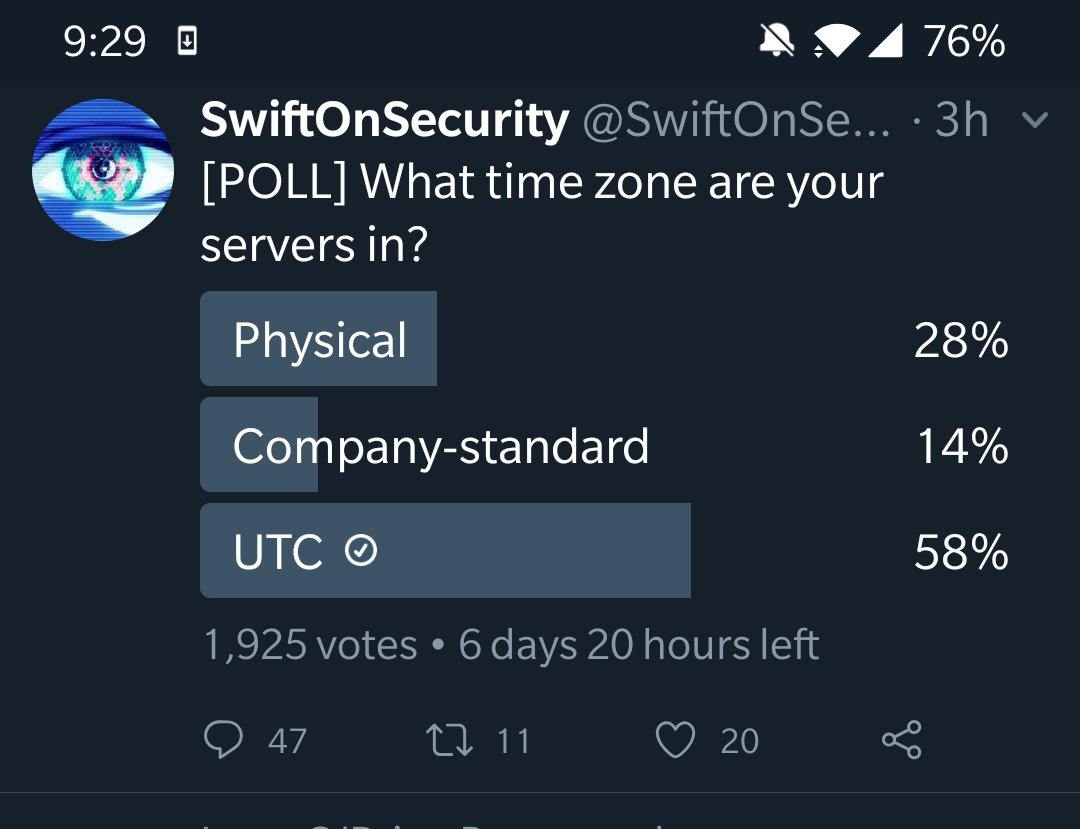 9:29 76%
SwiftOnSecurity @SwiftOnSe... · 3h
[POLL] What time zone are your
servers in?
Physical 28%
Company-standard 14%
UTC 58%
1,925 votes • 6 days 20 hours left
47 11 20